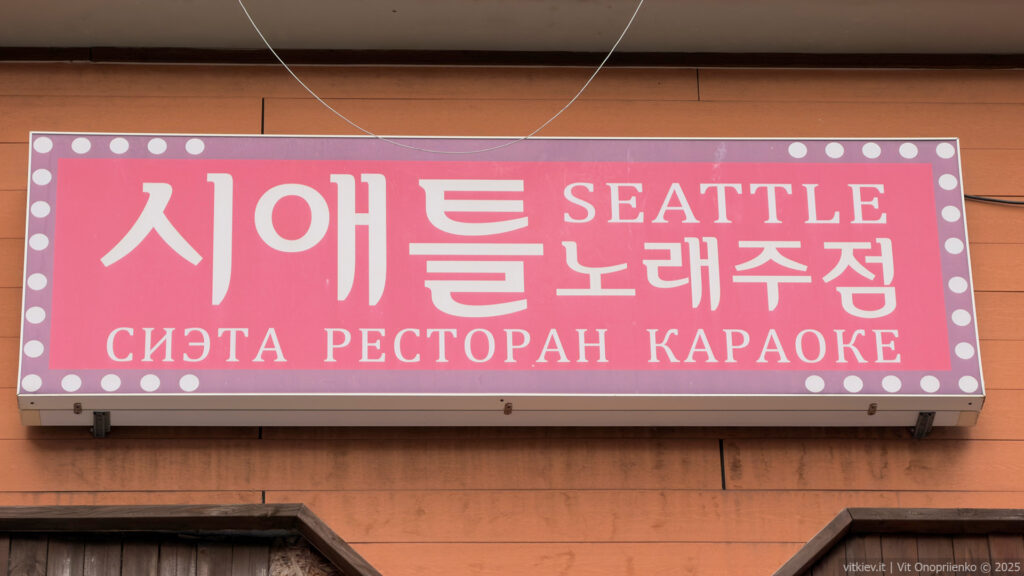 시애틀 SEATTLE
노래주점
СИЭТА РЕСТОРАН КАРАОКЕ
vitkiev.it | Vit Onopriienko © 2025